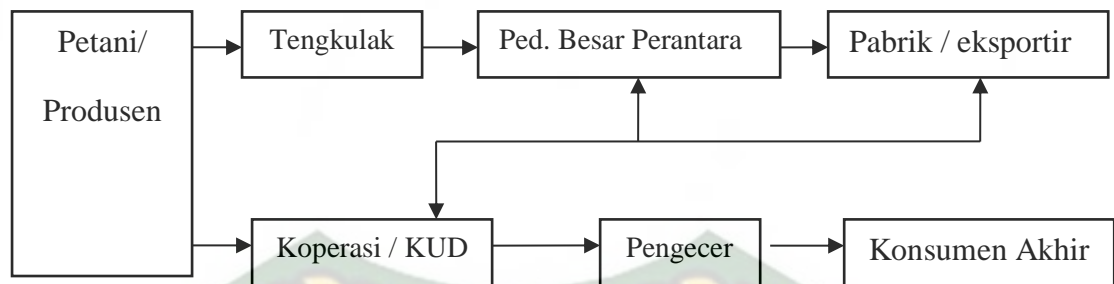 Petani/
Produsen
Tengkulak
Ped. Besar Perantara
Pabrik / eksportir
Koperasi / KUD
Pengecer
Konsumen Akhir